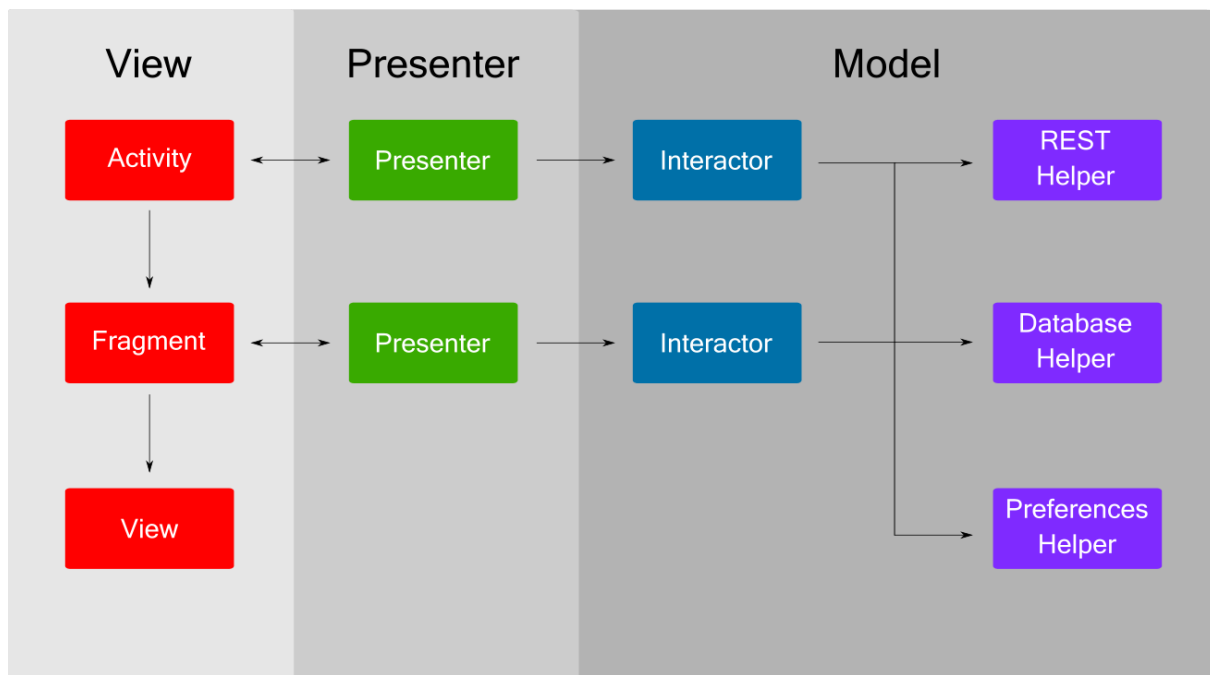 View
Presenter
Model
Activity
Presenter
Interactor
REST
Helper
Fragment
Presenter
Interactor
Database
Helper
View
Preferences
Helper